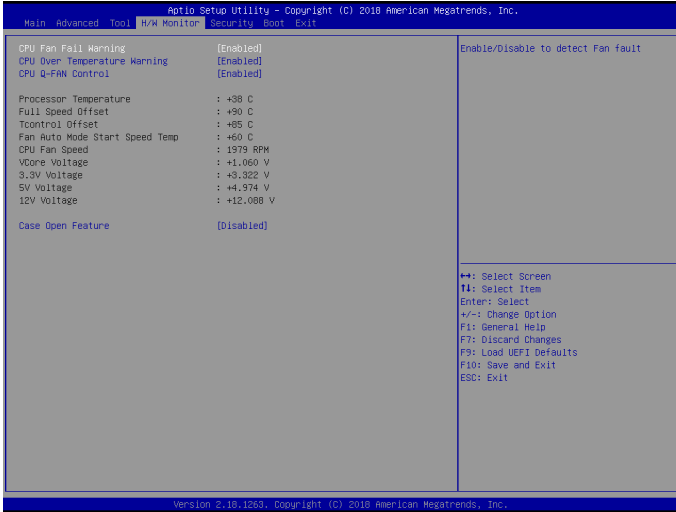 Aptio Setup Utility - Copyright (C) 2018 American Megatrends, Inc.
Main Advanced Tool H/W Monitor Security Boot Exit
CPU Fan Fail Warning [Enabled]
CPU Over Temperature Warning [Enabled]
CPU Q-FAN Control [Enabled]
Processor Temperature : +38 C
Full Speed Offset : +90 C
Tcontrol Offset : +85 C
Fan Auto Mode Start Speed Temp : +60 C
CPU Fan Speed : 1979 RPM
VCore Voltage : +1.060 V
3.3V Voltage : +3.322 V
5V Voltage : +4.974 V
12V Voltage : +12.088 V
Case Open Feature [Disabled]
Enable/Disable to detect Fan fault
↔: Select Screen
↑↓: Select Item
Enter: Select
+/-: Change Option
F1: General Help
F7: Discard Changes
F9: Load UEFI Defaults
F10: Save and Exit
ESC: Exit
Version 2.18.1263. Copyright (C) 2018 American Megatrends, Inc.